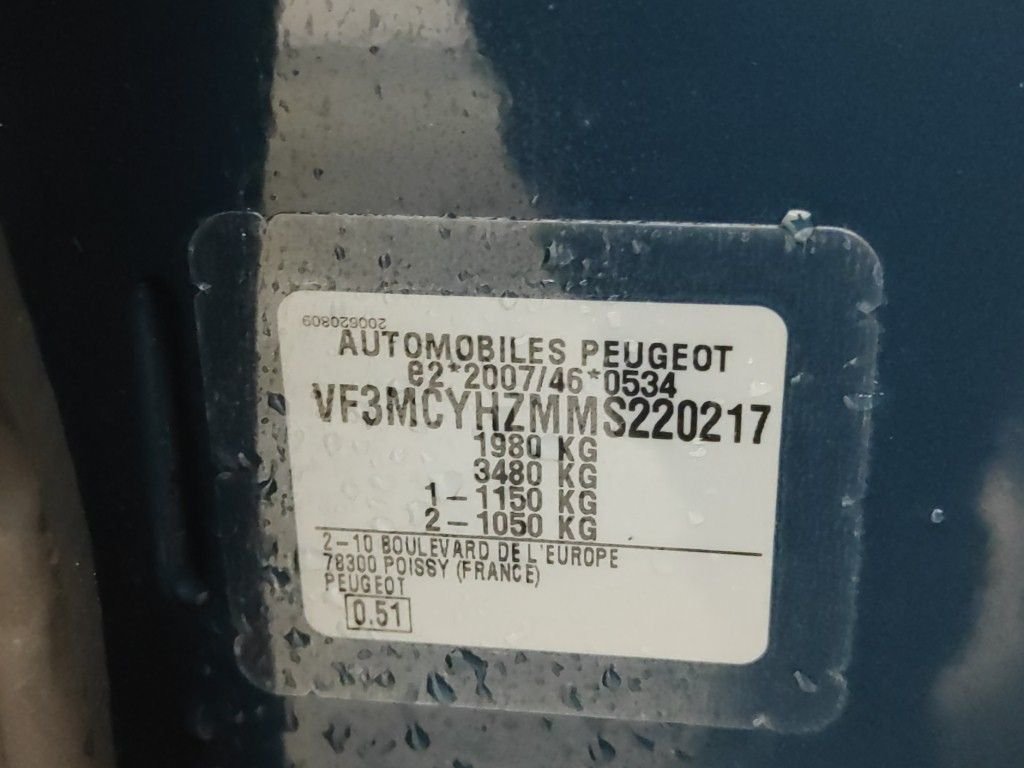 200620809
AUTOMOBILES PEUGEOT
e2*2007/46*0534
VF3MCYHZMMS220217
1980 KG
3480 KG
1-1150 KG
2-1050 KG
2-10 BOULEVARD DE L'EUROPE
78300 POISSY (FRANCE)
PEUGEOT
0.51